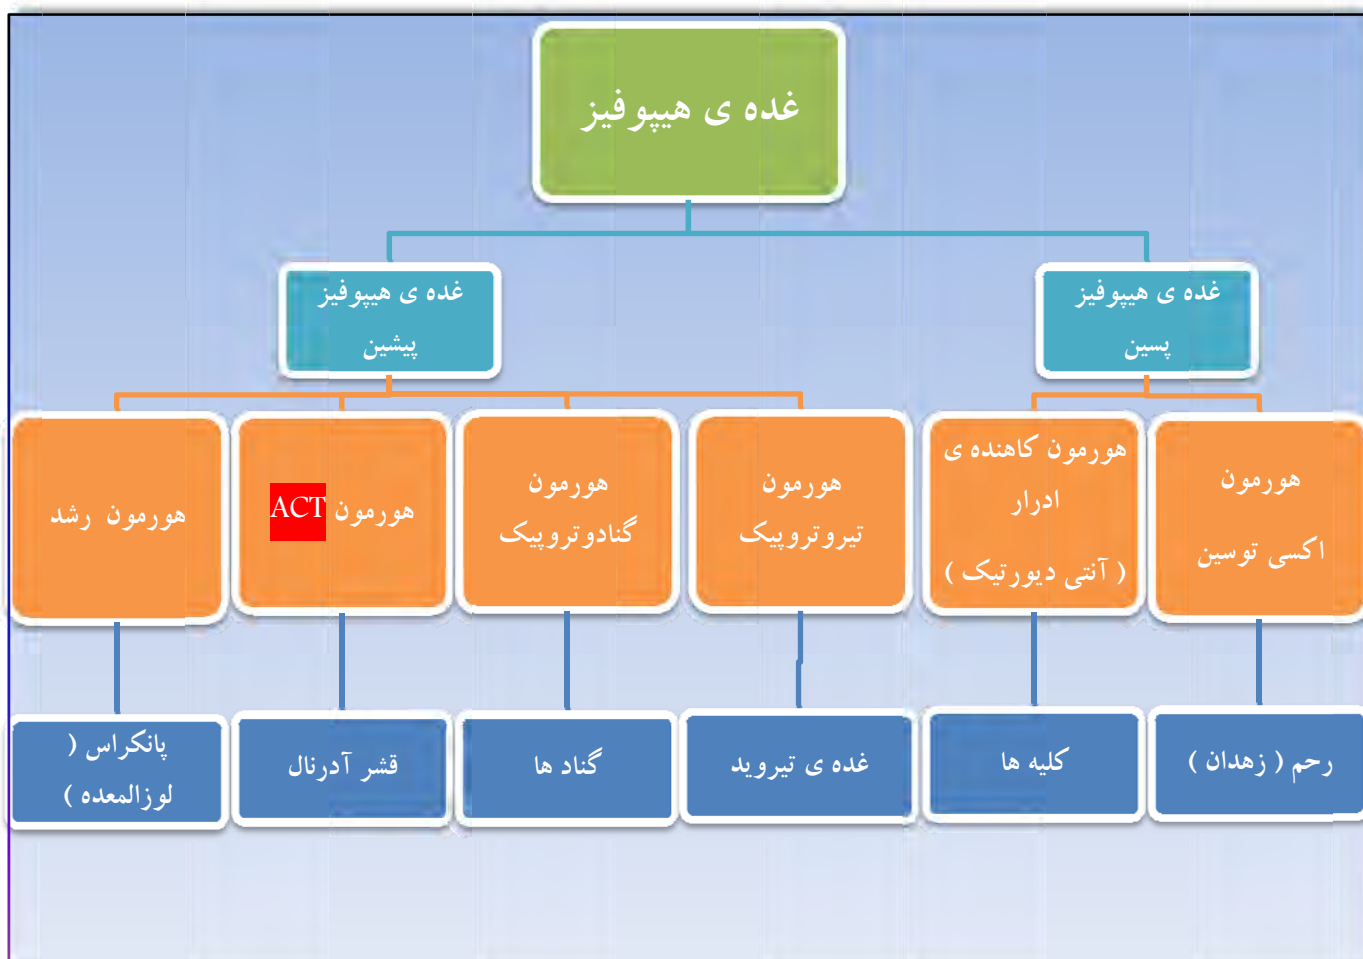 غده ی هیپوفیز
غده ی هیپوفیز
پسین
غده ی هیپوفیز
پیشین
هورمون
اکسی توسین
هورمون کاهنده ی
ادرار
( آنتی دیورتیک )
هورمون
تیروتروپیک
هورمون
گنادوتروپیک
هورمون ACT
هورمون رشد
رحم ( زهدان )
کلیه ها
غده ی تیروید
گناد ها
قشر آدرنال
پانکراس (
لوزالمعده )